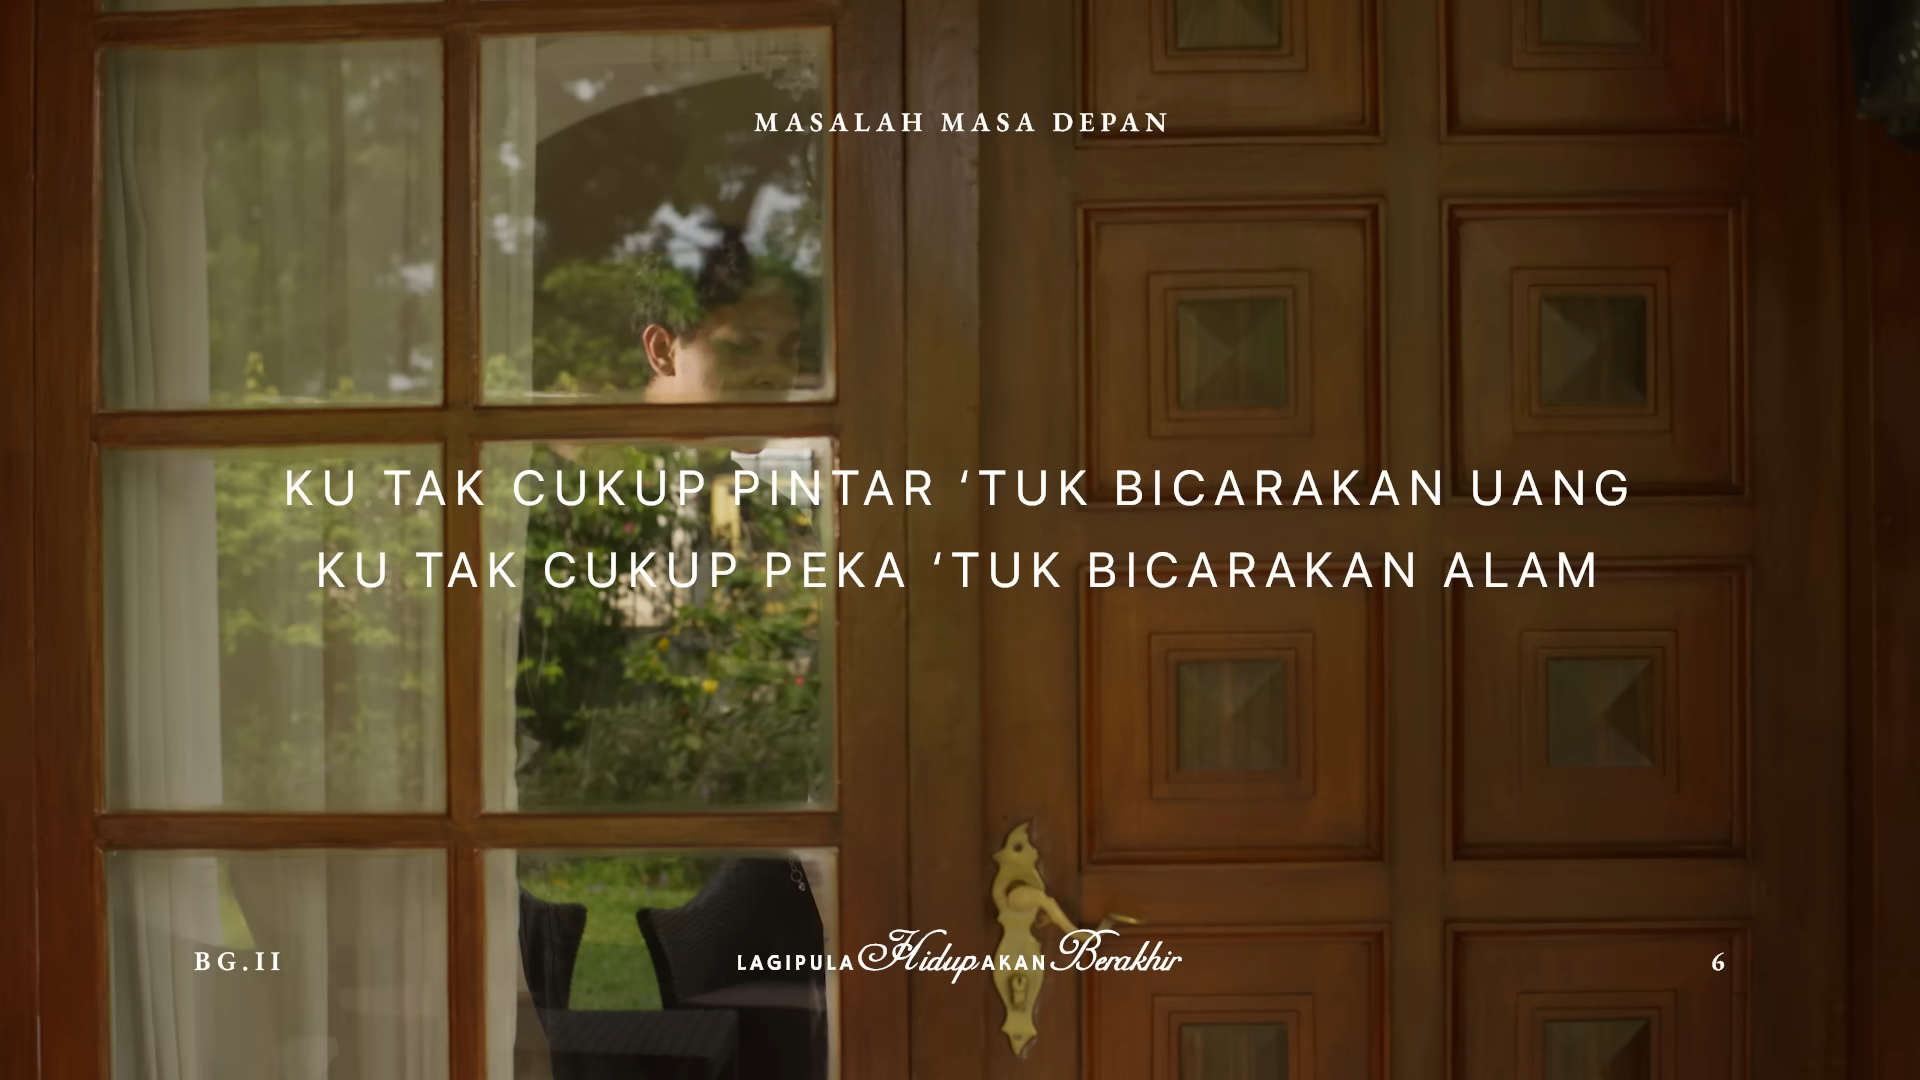 MASALAH MASA DEPAN
KU TAK CUKUP PINTAR ‘TUK BICARAKAN UANG
KU TAK CUKUP PEKA ‘TUK BICARAKAN ALAM
BG.II
LAGIPULA Hidup AKAN Berakhir
6